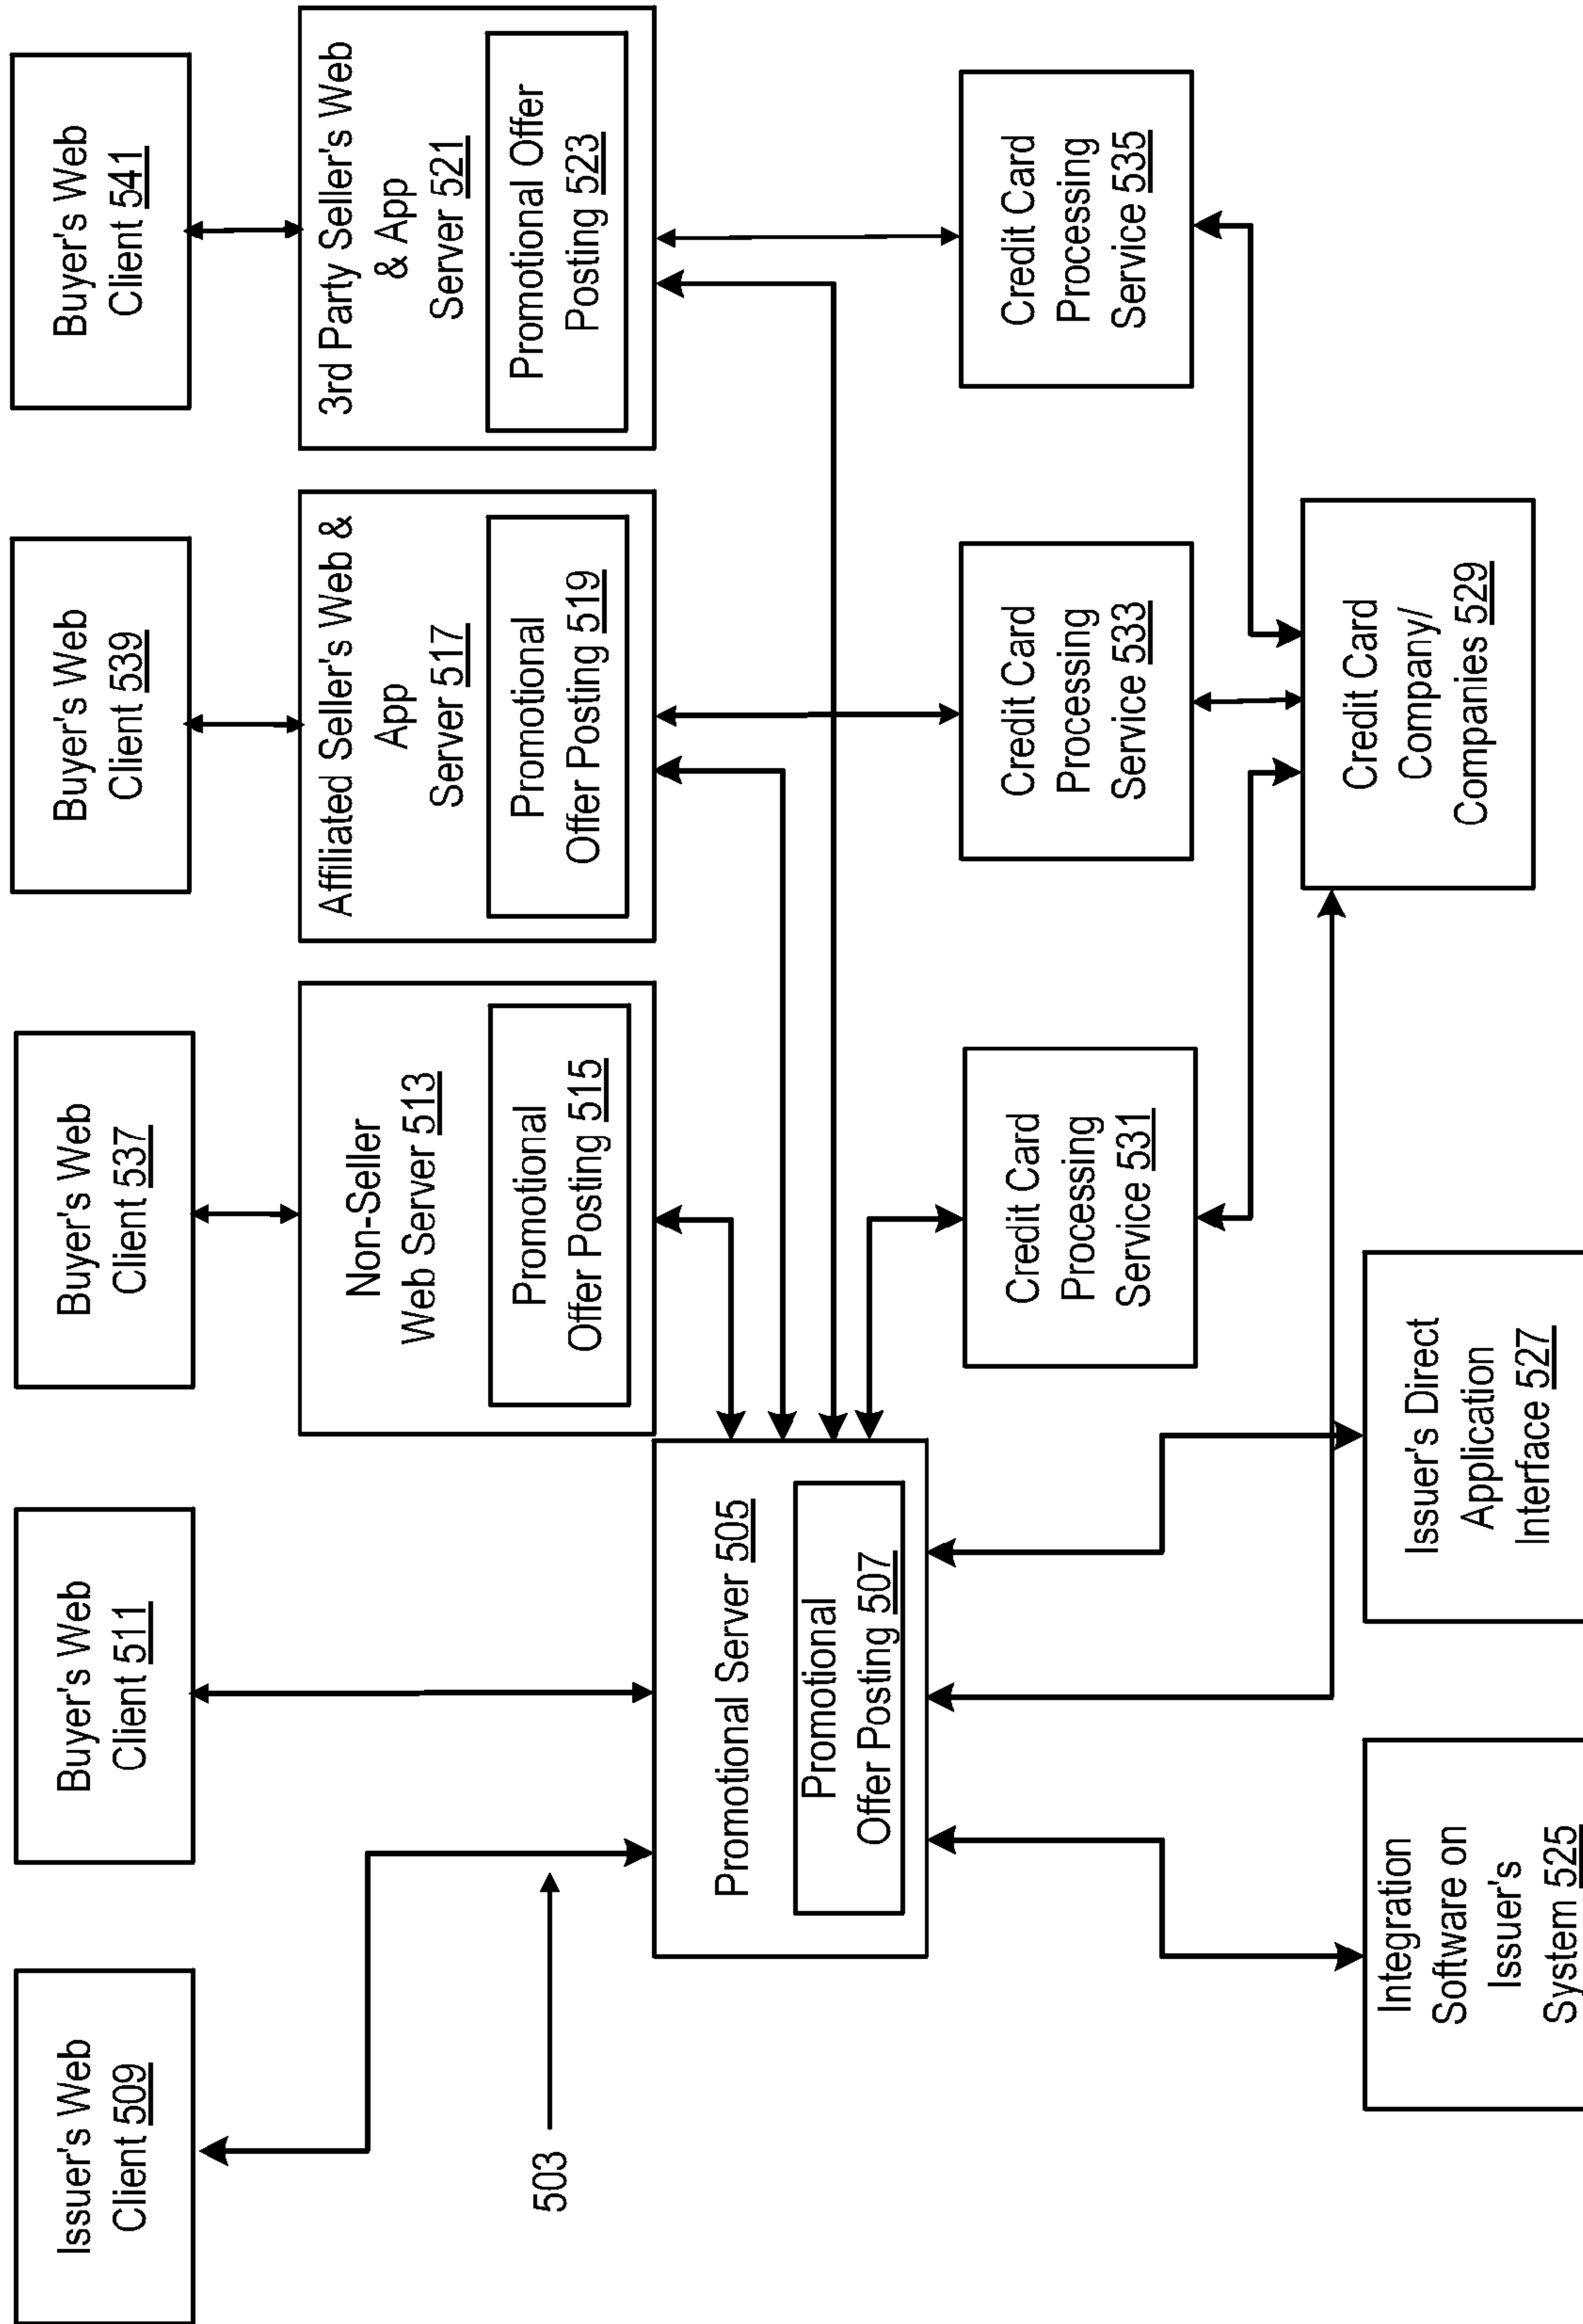 Issuer's Web
Client 509
Buyer's Web
Client 511
Buyer's Web
Client 537
Buyer's Web
Client 539
Buyer's Web
Client 541
503
Non-Seller
Web Server 513
Promotional
Offer Posting 515
Affiliated Seller's Web &
App
Server 517
Promotional
Offer Posting 519
3rd Party Seller's Web
& App
Server 521
Promotional Offer
Posting 523
Promotional Server 505
Promotional
Offer Posting 507
Credit Card
Processing
Service 531
Credit Card
Processing
Service 533
Credit Card
Processing
Service 535
Integration
Software on
Issuer's
System 525
Issuer's Direct
Application
Interface 527
Credit Card
Company/
Companies 529